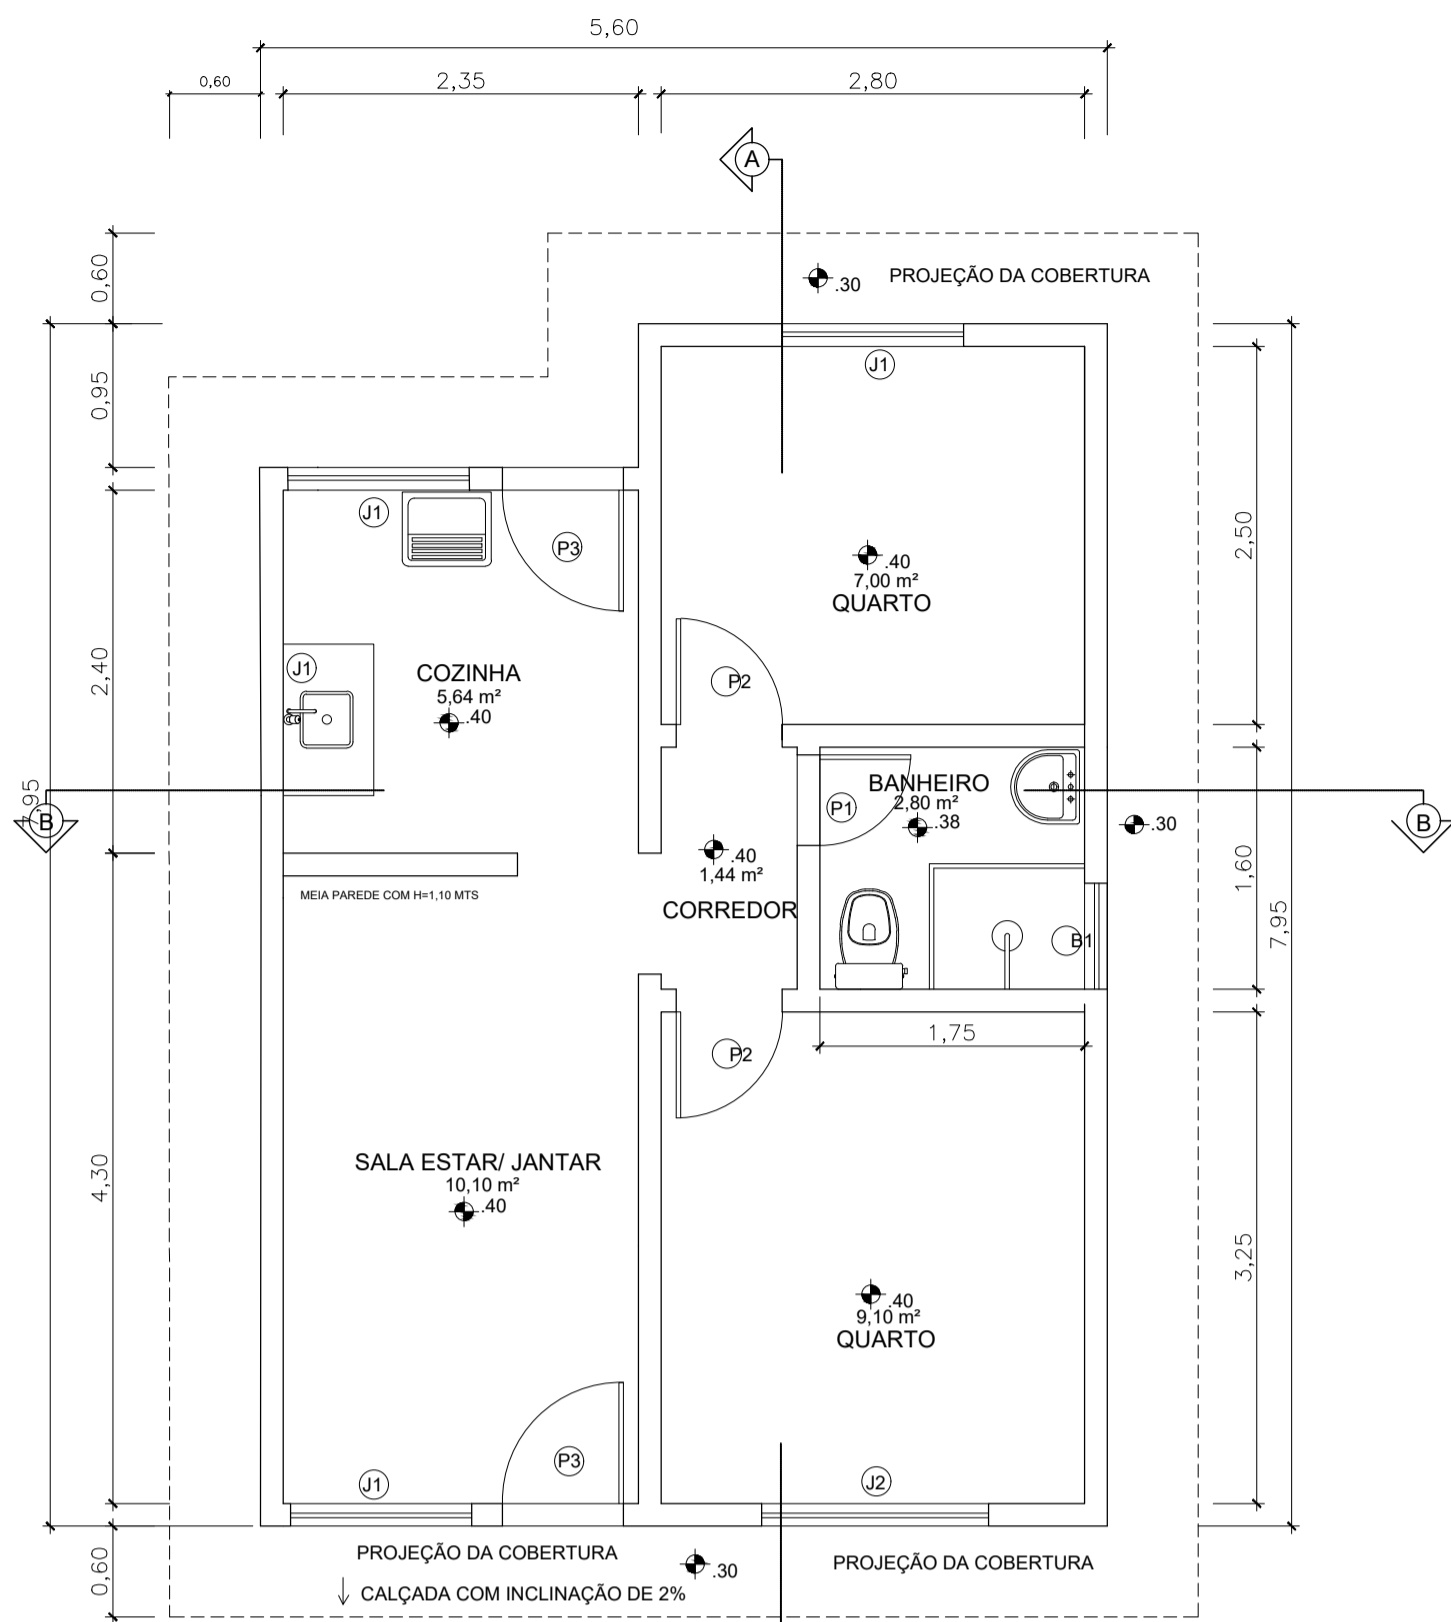 5,60
0,60
2,35
2,80
A
0,60
.30
PROJEÇÃO DA COBERTURA
J1
0,95
J1
P3
2,50
.40
7,00 m²
QUARTO
2,40
J1
COZINHA
5,64 m²
.40
P2
7,95
B
BANHEIRO
2,80 m²
.38
P1
.30
B
.40
1,44 m²
CORREDOR
1,60
7,95
MEIA PAREDE COM H=1,10 MTS
B1
1,75
P2
4,30
SALA ESTAR/ JANTAR
10,10 m²
.40
3,25
.40
9,10 m²
QUARTO
P3
J1
J2
PROJEÇÃO DA COBERTURA
.30
PROJEÇÃO DA COBERTURA
0,60
CALÇADA COM INCLINAÇÃO DE 2%